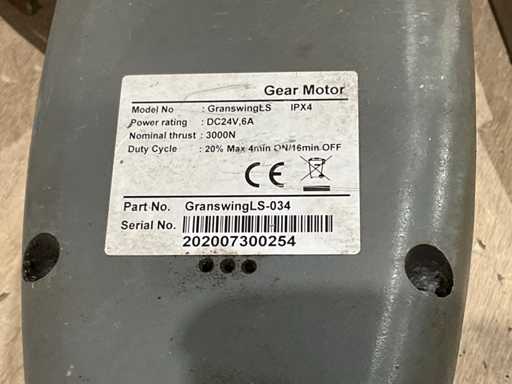 Gear Motor
Model No : GranswingLS IPX4
Power rating : DC24V,6A
Nominal thrust : 3000N
Duty Cycle : 20% Max 4min ON/16min OFF
CE
Part No. GranswingLS-034
Serial No.
202007300254